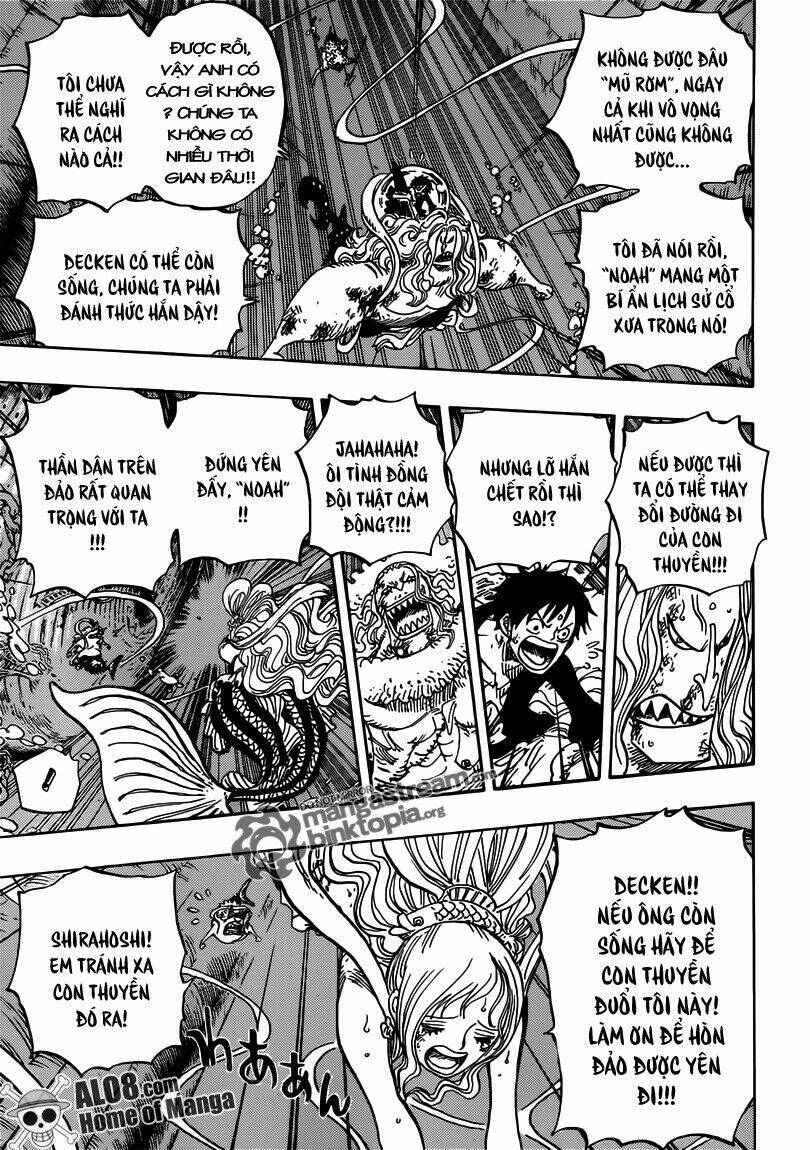 KHÔNG ĐƯỢC ĐÂU
"MŨ RƠM", NGAY
CẢ KHI VÔ VỌNG
NHẤT CŨNG KHÔNG
ĐƯỢC...
TÔI ĐÃ NÓI RỒI,
"NOAH" MANG MỘT
BÍ ẨN LỊCH SỬ CỔ
XƯA TRONG NÓ!
ĐƯỢC RỒI,
VẬY ANH CÓ
CÁCH GÌ KHÔNG
? CHÚNG TA
KHÔNG CÓ
NHIỀU THỜI
GIAN ĐÂU!!
TÔI CHƯA
THỂ NGHĨ
RA CÁCH
NÀO CẢ!!
DECKEN CÓ THỂ CÒN
SỐNG, CHÚNG TA PHẢI
ĐÁNH THỨC HẮN DẬY!
NẾU ĐƯỢC THÌ
TA CÓ THỂ THAY
ĐỔI ĐƯỜNG ĐI
CỦA CON
THUYỀN!!!
NHƯNG LỠ HẮN
CHẾT RỒI THÌ
SAO!?
JAHAHAHA!
ÔI TÌNH ĐỒNG
ĐỘI THẬT CẢM
ĐỘNG?!!!
ĐỨNG YÊN
ĐẤY, "NOAH"
!!
THẦN DÂN TRÊN
ĐẢO RẤT QUAN
TRỌNG VỚI TA
!!!
!
DO NOT MIRROR
mangastream.com
binktopia.org
DECKEN!!
NẾU ÔNG CÒN
SỐNG HÃY ĐỂ
CON THUYỀN
ĐUỔI TÔI NÀY!
LÀM ƠN ĐỂ HÒN
ĐẢO ĐƯỢC YÊN
ĐI!!!
SHIRAHOSHI!
EM TRÁNH XA
CON THUYỀN
ĐÓ RA!
わああん
ALO8.com
Home of Manga